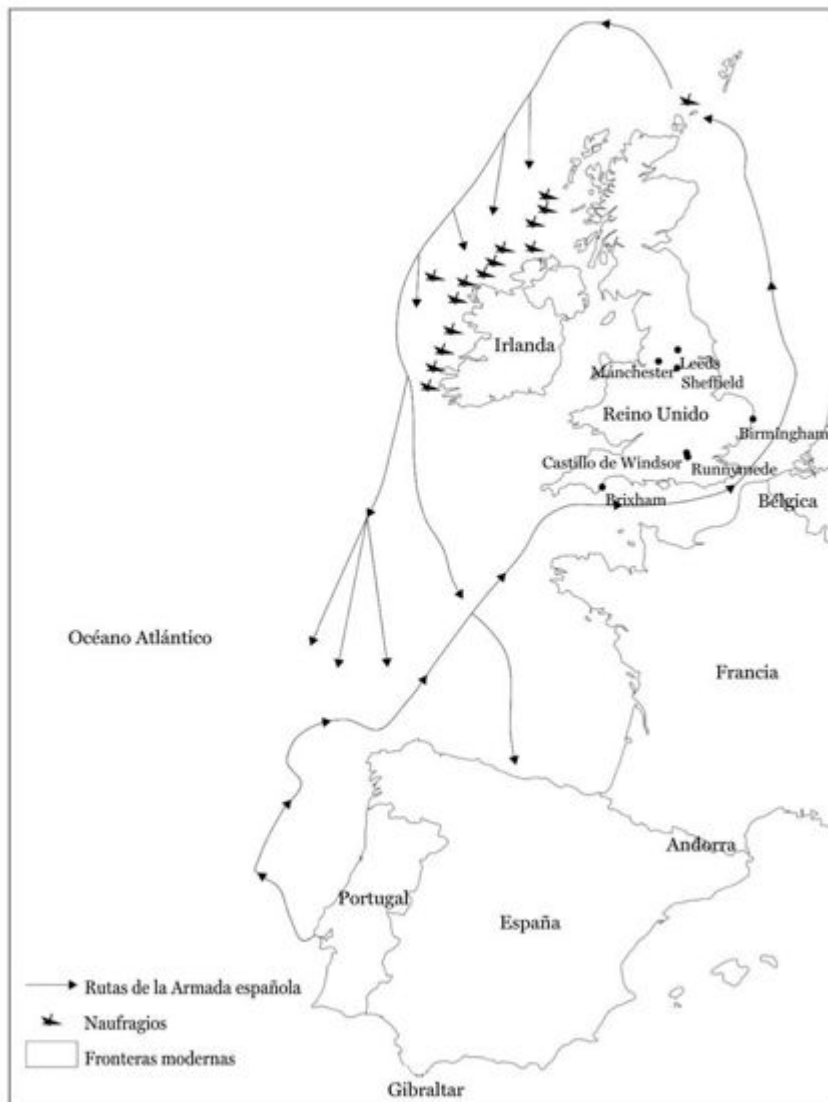 Irlanda
Leeds
Mánchester
Sheffield
Reino Unido
Birmingham
Castillo de Windsor
Runnymede
Brixham
Bélgica
Océano Atlántico
Francia
Andorra
Portugal
España
Rutas de la Armada española
Naufragios
Fronteras modernas
Gibraltar